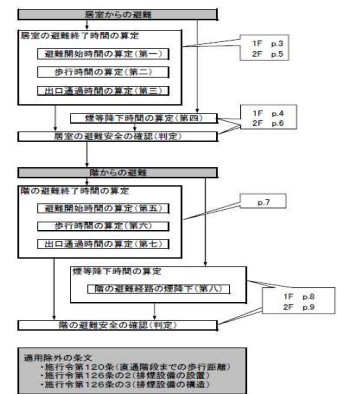 居室からの避難
居室の避難終了時間の算定
避難開始時間の算定(第一)
歩行時間の算定(第二)
出口通過時間の算定(第三)
1F p.3
2F p.5
煙等降下時間の算定(第四)
1F p.4
2F p.6
居室の避難安全の確認(判定)
階からの避難
階の避難終了時間の算定
避難開始時間の算定(第五)
歩行時間の算定(第六)
出口通過時間の算定(第七)
p.7
煙等降下時間の算定
階の避難経路の煙降下(第八)
1F p.8
2F p.9
階の避難安全の確認(判定)
適用除外の条文
・施行令第120条(直通階段までの歩行距離)
・施行令第126条の2(排煙設備の設置)
・施行令第126条の3(排煙設備の構造)